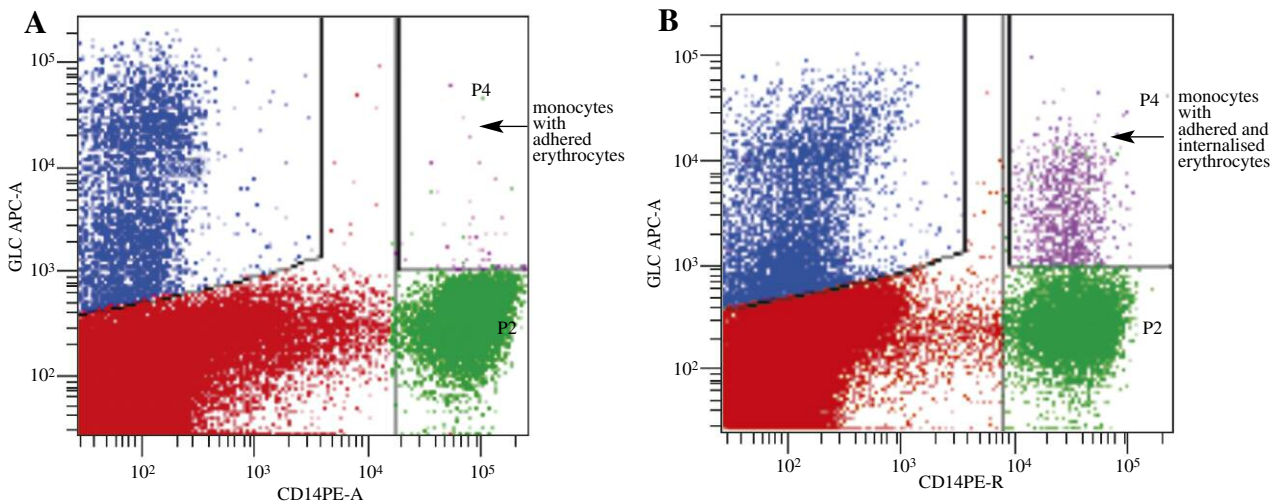 A
GLC APC-A
10⁵
10⁴
10³
10²
P4
monocytes
with
adhered
erythrocytes
P2
10² 10³ 10⁴ 10⁵
CD14PE-A
B
GLC APC-A
10⁵
10⁴
10³
10²
P4
monocytes
with
adhered and
internalised
erythrocytes
P2
10² 10³ 10⁴ 10⁵
CD14PE-R